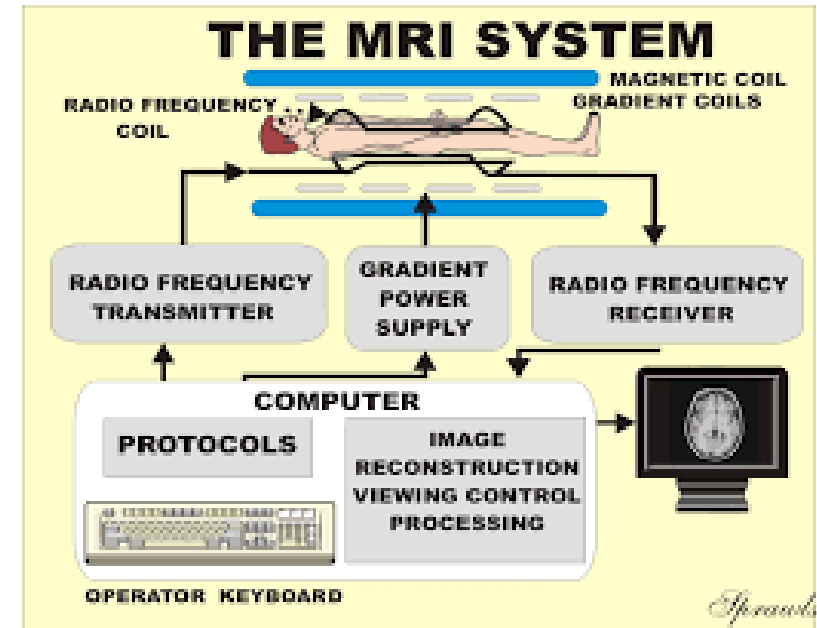 THE MRI SYSTEM
MAGNETIC COIL
GRADIENT COILS
RADIO FREQUENCY
COIL
RADIO FREQUENCY
TRANSMITTER
GRADIENT
POWER
SUPPLY
RADIO FREQUENCY
RECEIVER
COMPUTER
PROTOCOLS
IMAGE
RECONSTRUCTION
VIEWING CONTROL
PROCESSING
OPERATOR KEYBOARD
Sprawls